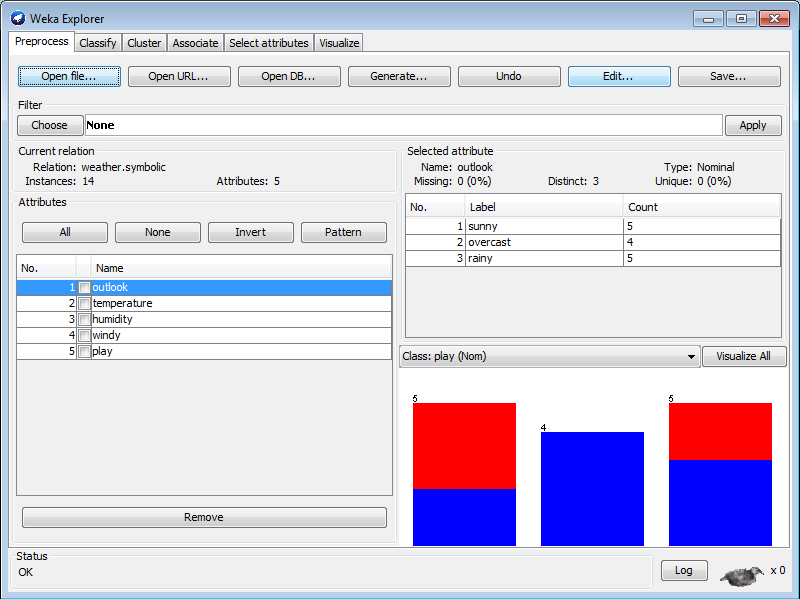 Weka Explorer
Preprocess Classify Cluster Associate Select attributes Visualize
Open file... Open URL... Open DB... Generate... Undo Edit... Save...
Filter
Choose None Apply
Current relation
Relation: weather.symbolic
Instances: 14 Attributes: 5
Attributes
All None Invert Pattern
No. Name
1 outlook
2 temperature
3 humidity
4 windy
5 play
Remove
Selected attribute
Name: outlook Type: Nominal
Missing: 0 (0%) Distinct: 3 Unique: 0 (0%)
No. Label Count
1 sunny 5
2 overcast 4
3 rainy 5
Class: play (Nom) Visualize All
5 4 5
Status
OK
Log x 0